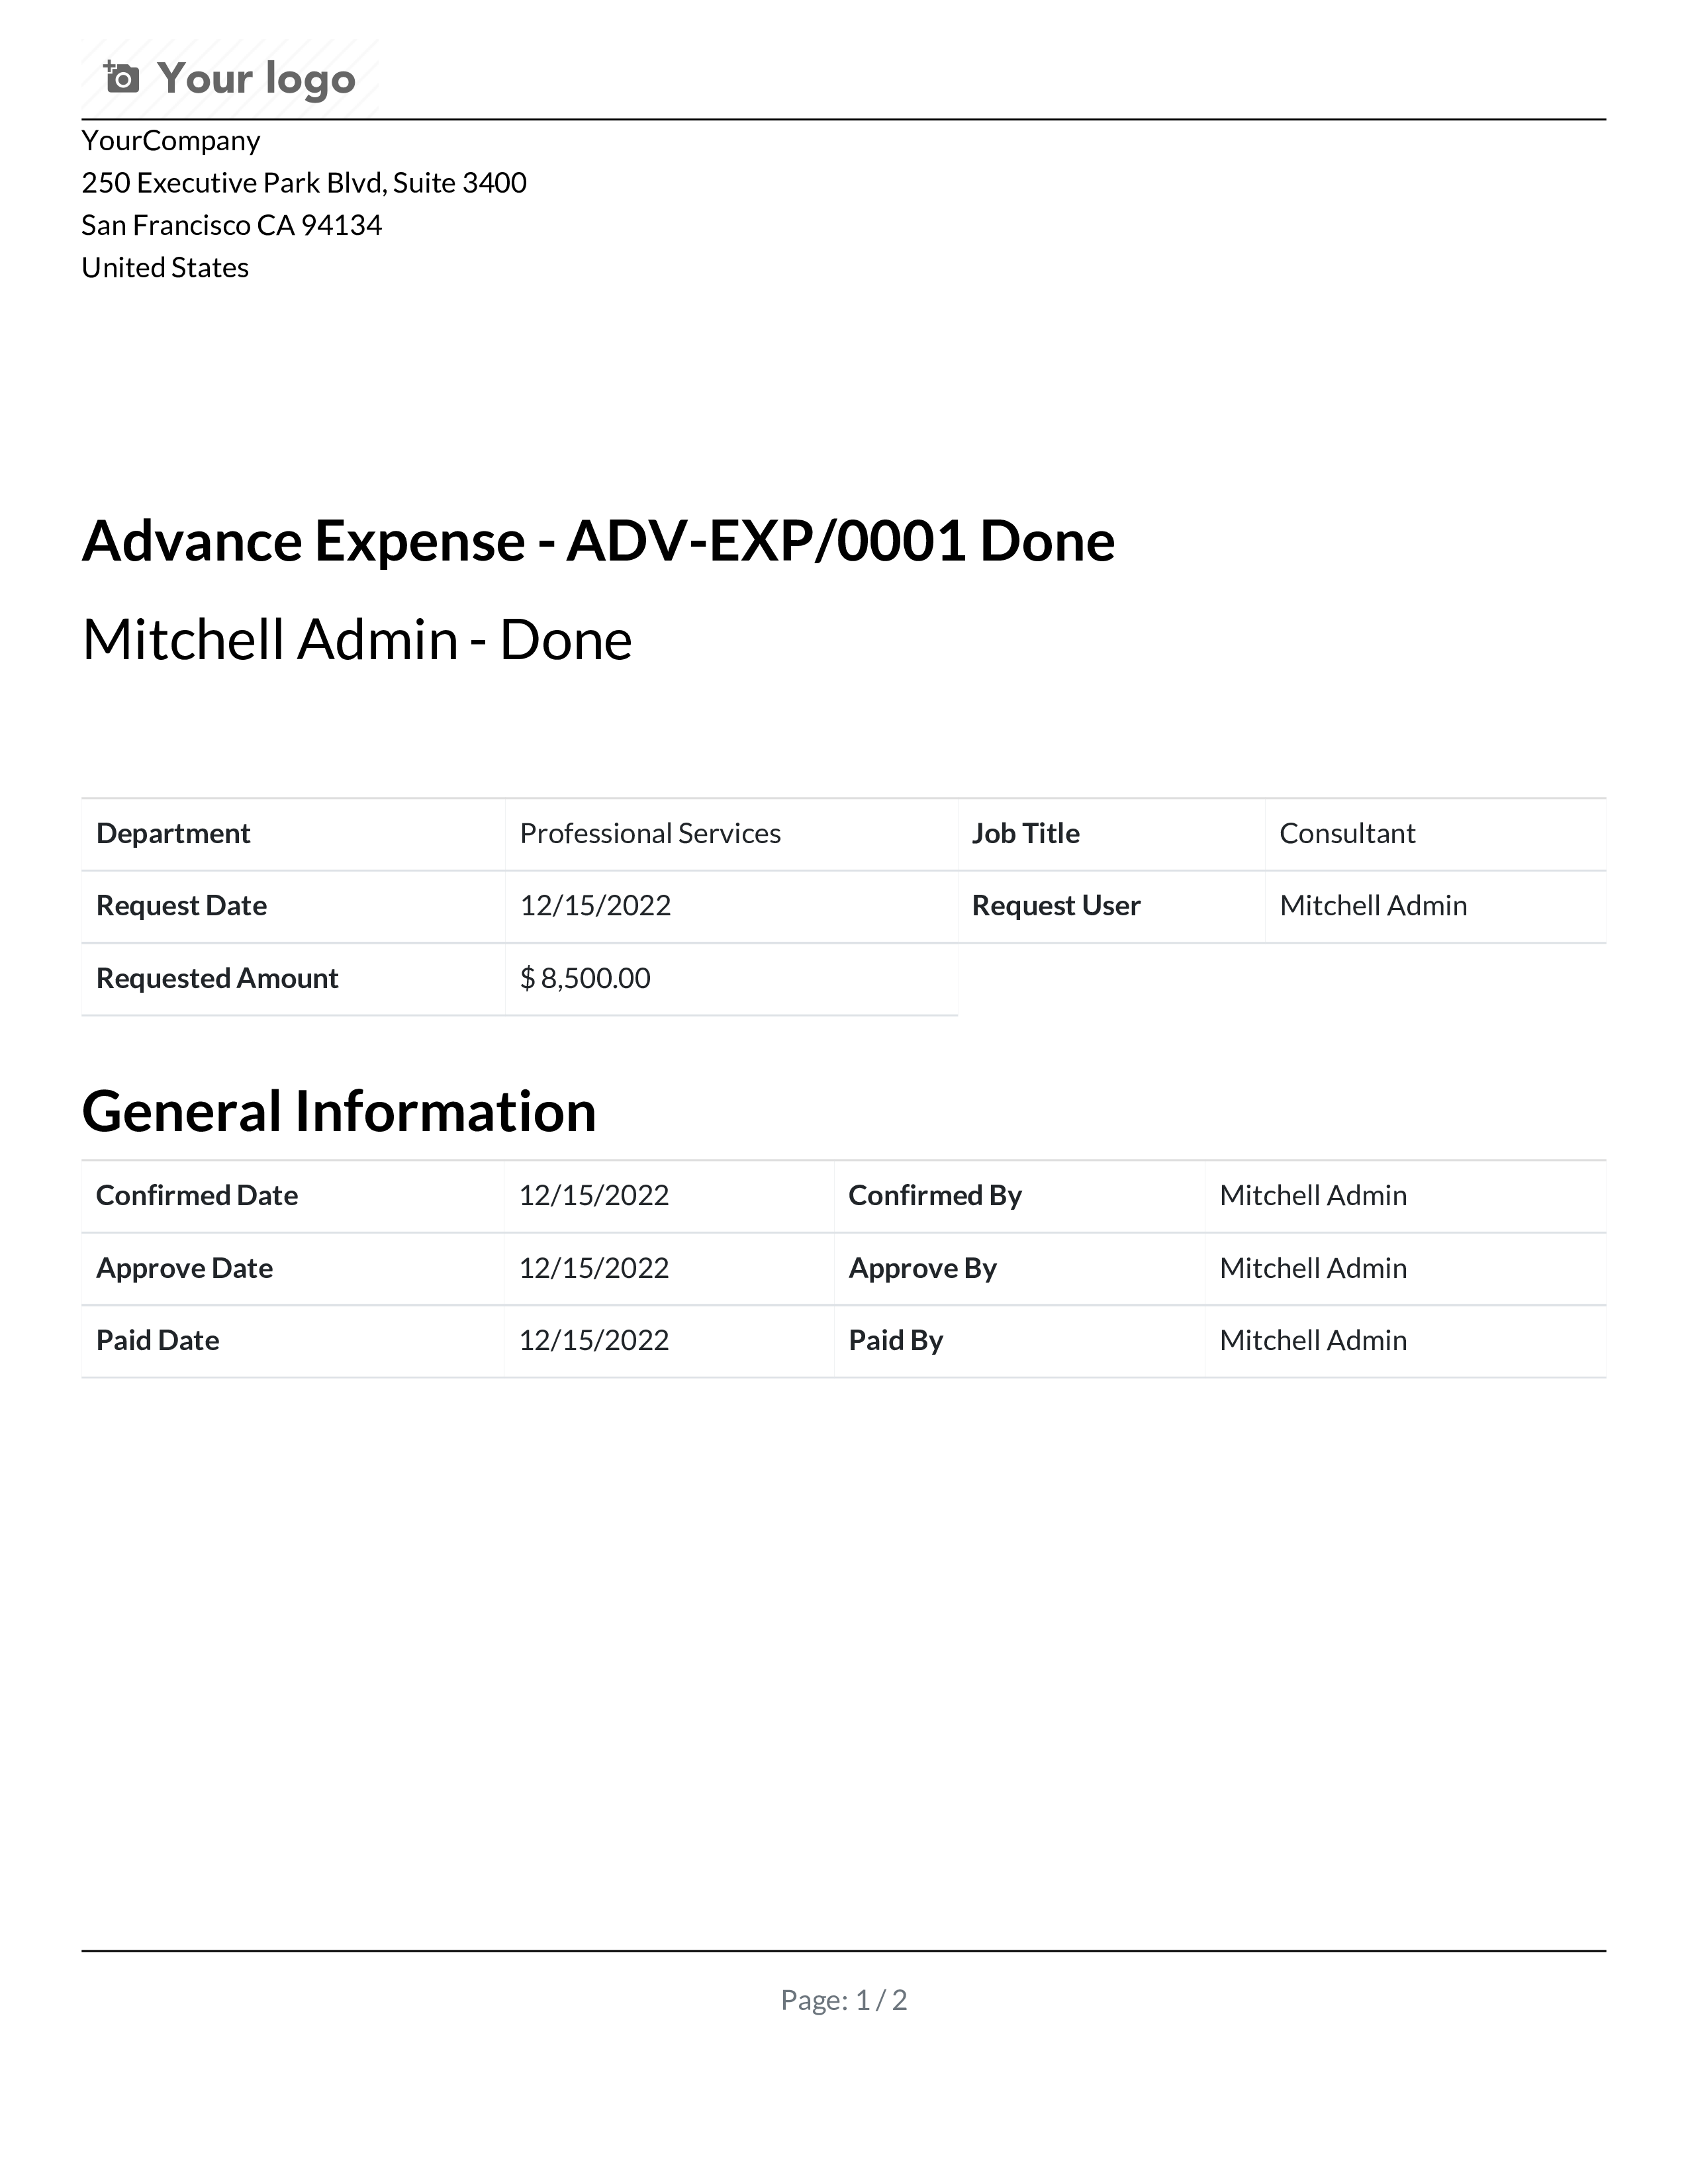 Your logo
YourCompany
250 Executive Park Blvd, Suite 3400
San Francisco CA 94134
United States
Advance Expense - ADV-EXP/0001 Done
Mitchell Admin - Done
Department Professional Services Job Title Consultant
Request Date 12/15/2022 Request User Mitchell Admin
Requested Amount $ 8,500.00
General Information
Confirmed Date 12/15/2022 Confirmed By Mitchell Admin
Approve Date 12/15/2022 Approve By Mitchell Admin
Paid Date 12/15/2022 Paid By Mitchell Admin
Page: 1 / 2